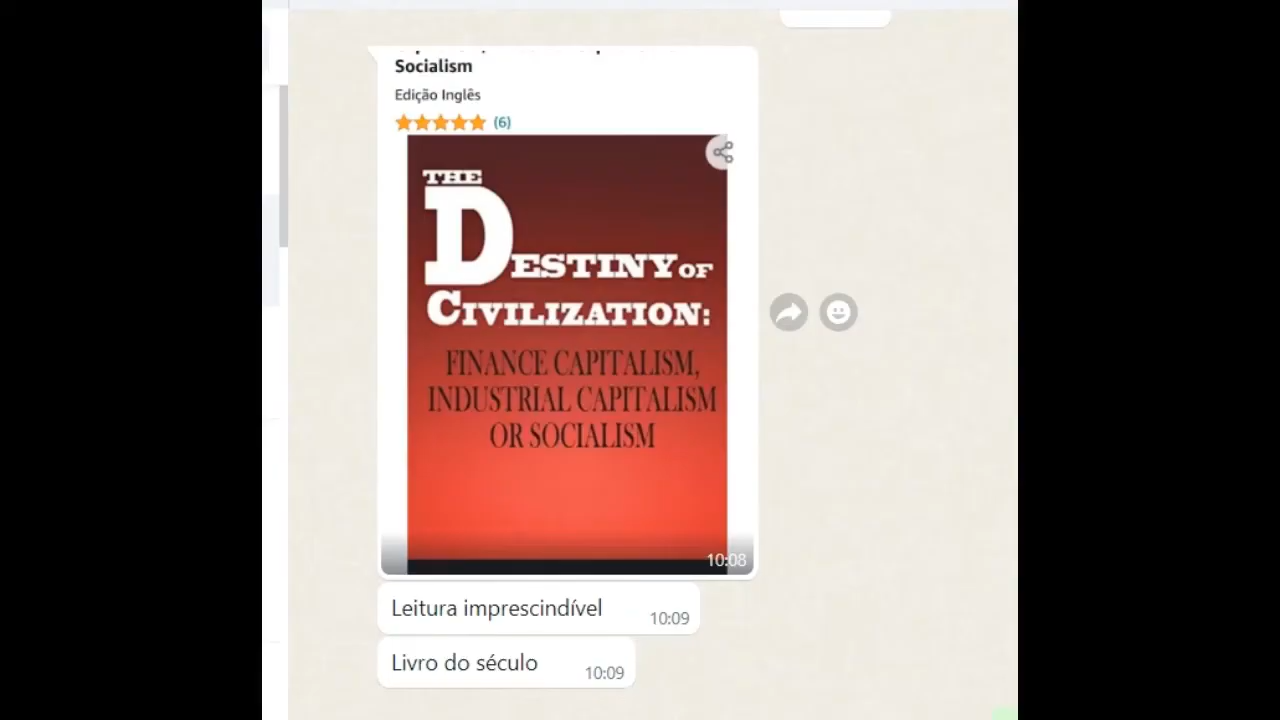 Socialism
Edição Inglês
(6)
THE
DESTINY OF
CIVILIZATION:
FINANCE CAPITALISM,
INDUSTRIAL CAPITALISM
OR SOCIALISM
10:08
Leitura imprescindível
10:09
Livro do século
10:09